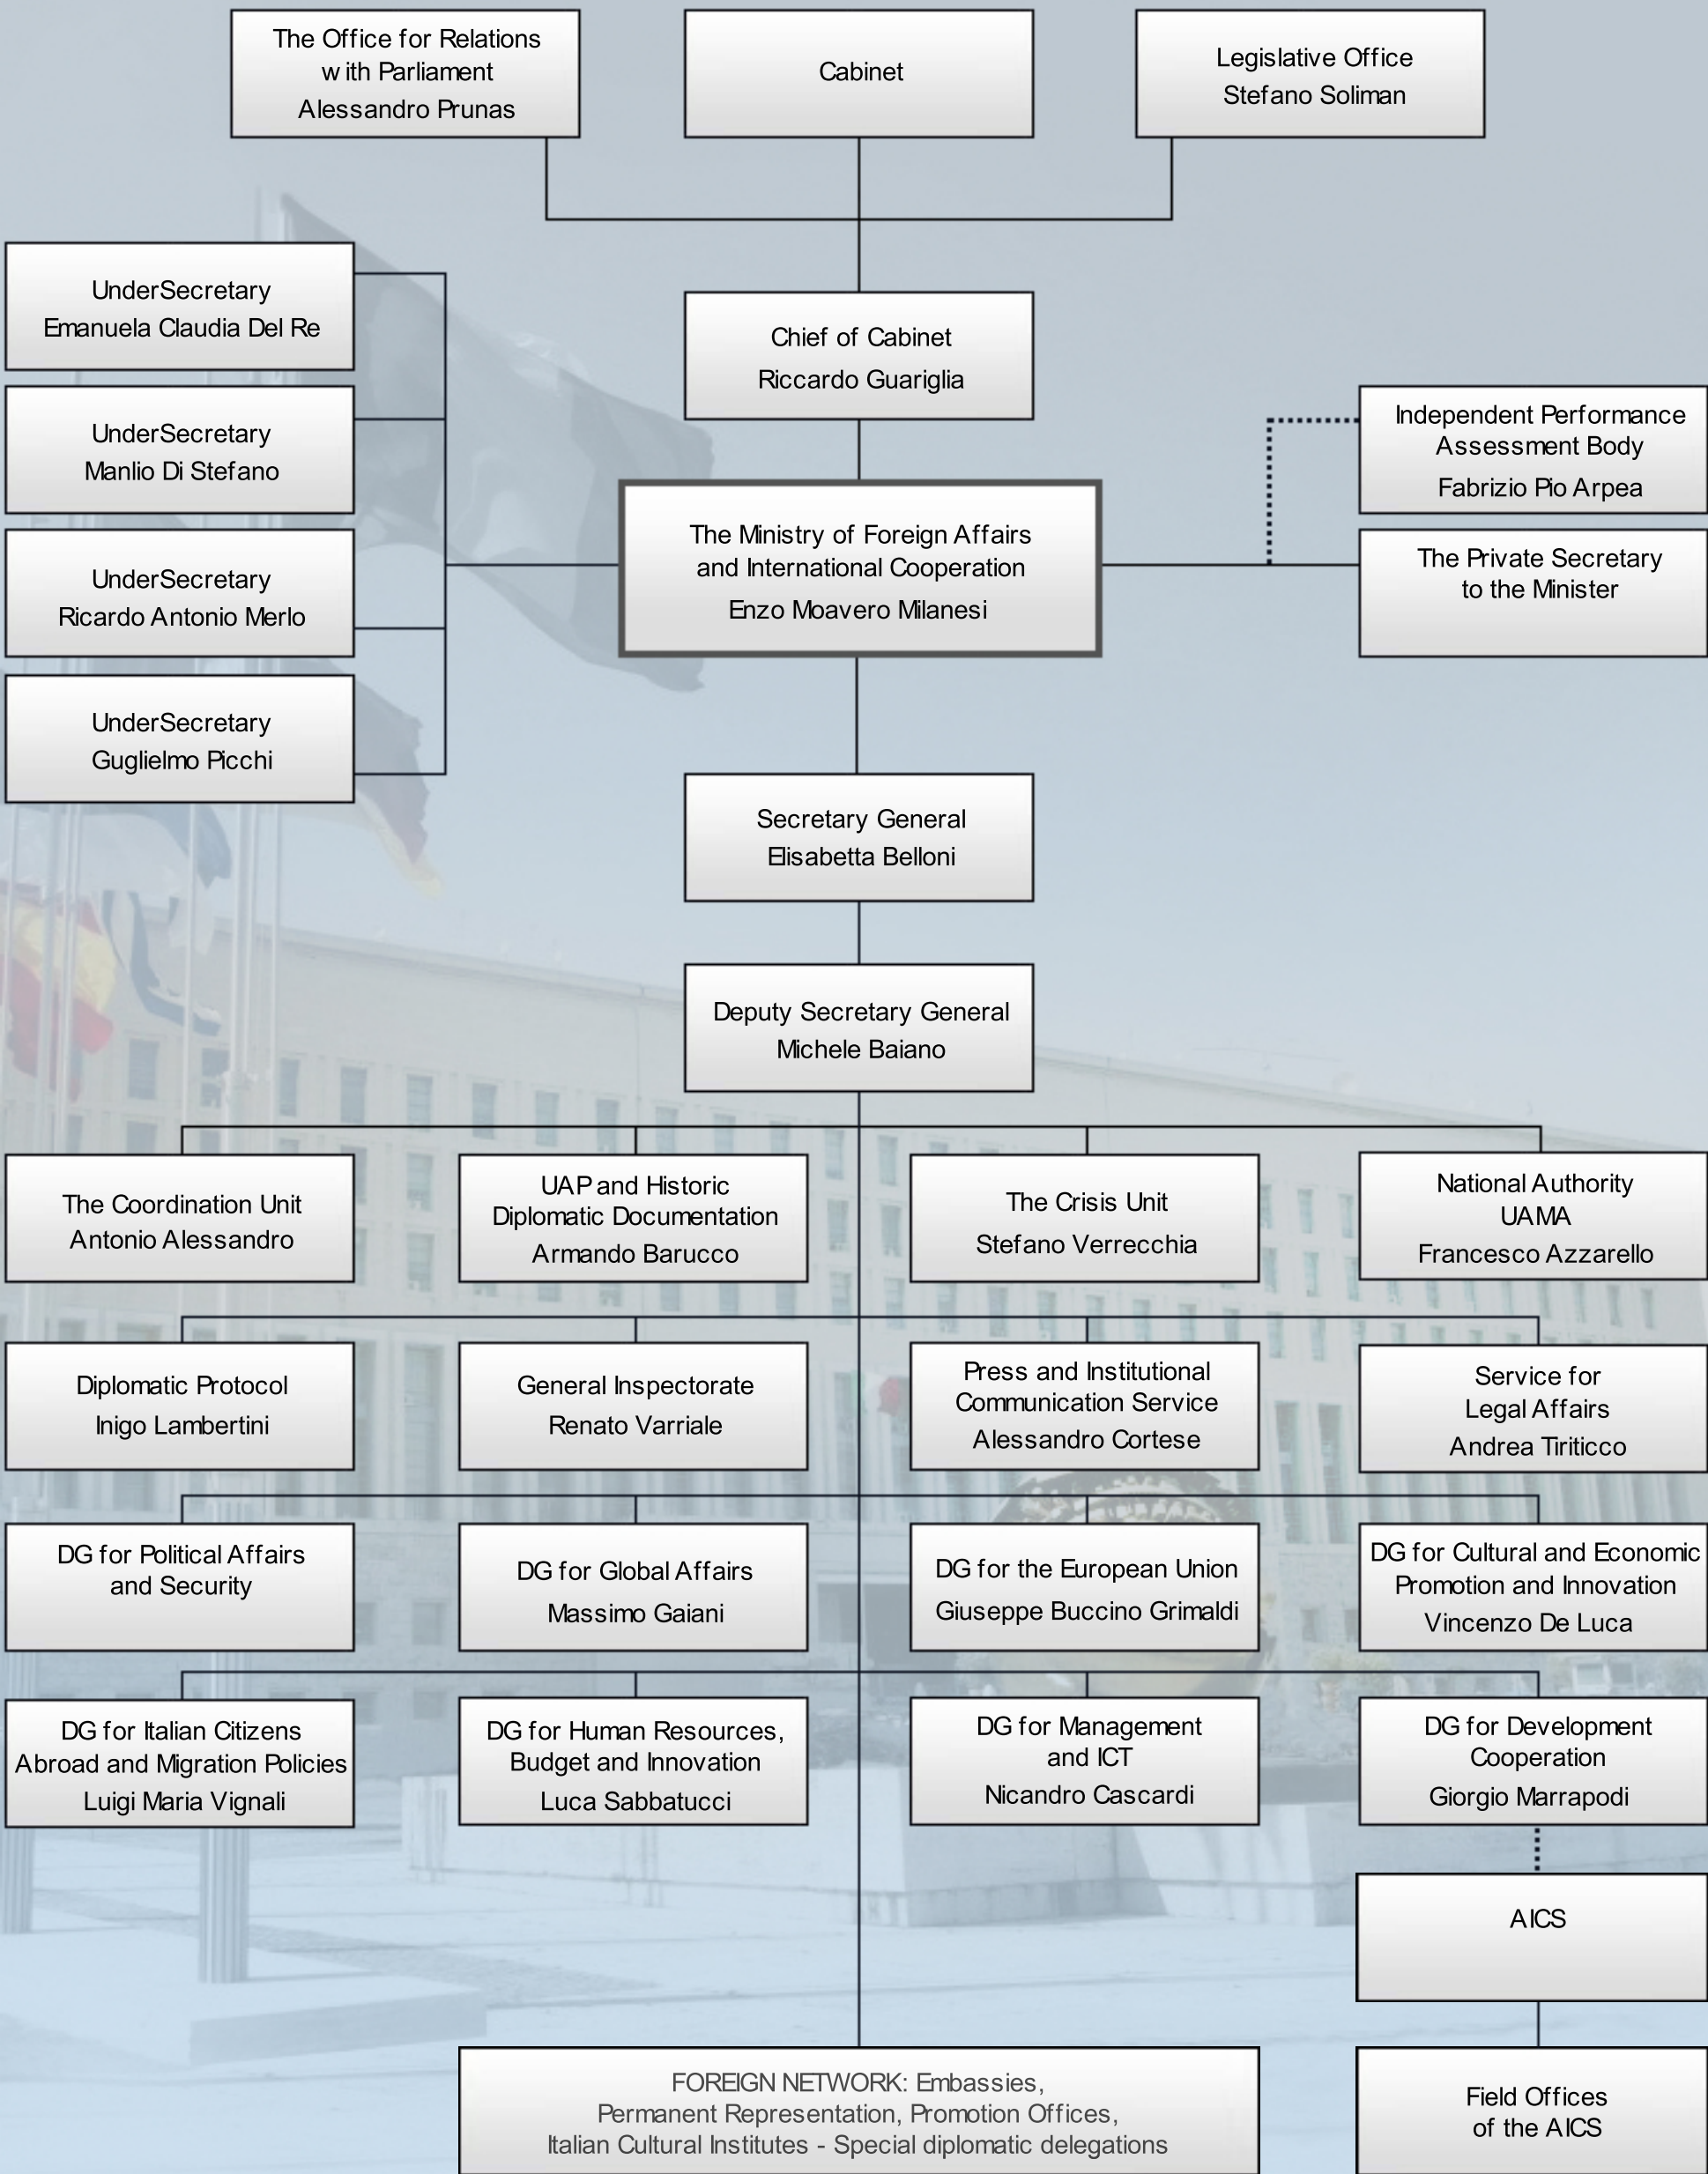 The Office for Relations
with Parliament
Alessandro Prunas
Cabinet
Legislative Office
Stefano Soliman
UnderSecretary
Emanuela Claudia Del Re
Chief of Cabinet
Riccardo Guariglia
UnderSecretary
Manlio Di Stefano
Independent Performance
Assessment Body
Fabrizio Pio Arpea
UnderSecretary
Ricardo Antonio Merlo
The Ministry of Foreign Affairs
and International Cooperation
Enzo Moavero Milanesi
The Private Secretary
to the Minister
UnderSecretary
Guglielmo Picchi
Secretary General
Elisabetta Belloni
Deputy Secretary General
Michele Baiano
The Coordination Unit
Antonio Alessandro
UAP and Historic
Diplomatic Documentation
Armando Barucco
The Crisis Unit
Stefano Verrecchia
National Authority
UAMA
Francesco Azzarello
Diplomatic Protocol
Inigo Lambertini
General Inspectorate
Renato Varriale
Press and Institutional
Communication Service
Alessandro Cortese
Service for
Legal Affairs
Andrea Tiriticco
DG for Political Affairs
and Security
DG for Global Affairs
Massimo Gaiani
DG for the European Union
Giuseppe Buccino Grimaldi
DG for Cultural and Economic
Promotion and Innovation
Vincenzo De Luca
DG for Italian Citizens
Abroad and Migration Policies
Luigi Maria Vignali
DG for Human Resources,
Budget and Innovation
Luca Sabbatucci
DG for Management
and ICT
Nicandro Cascardi
DG for Development
Cooperation
Giorgio Marrapodi
AICS
FOREIGN NETWORK: Embassies,
Permanent Representation, Promotion Offices,
Italian Cultural Institutes - Special diplomatic delegations
Field Offices
of the AICS